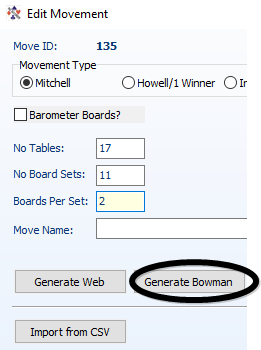 Edit Movement
Move ID: 135
Movement Type
Mitchell Howell/1 Winner
Barometer Boards?
No Tables: 17
No Board Sets: 11
Boards Per Set: 2
Move Name:
Generate Web Generate Bowman
Import from CSV